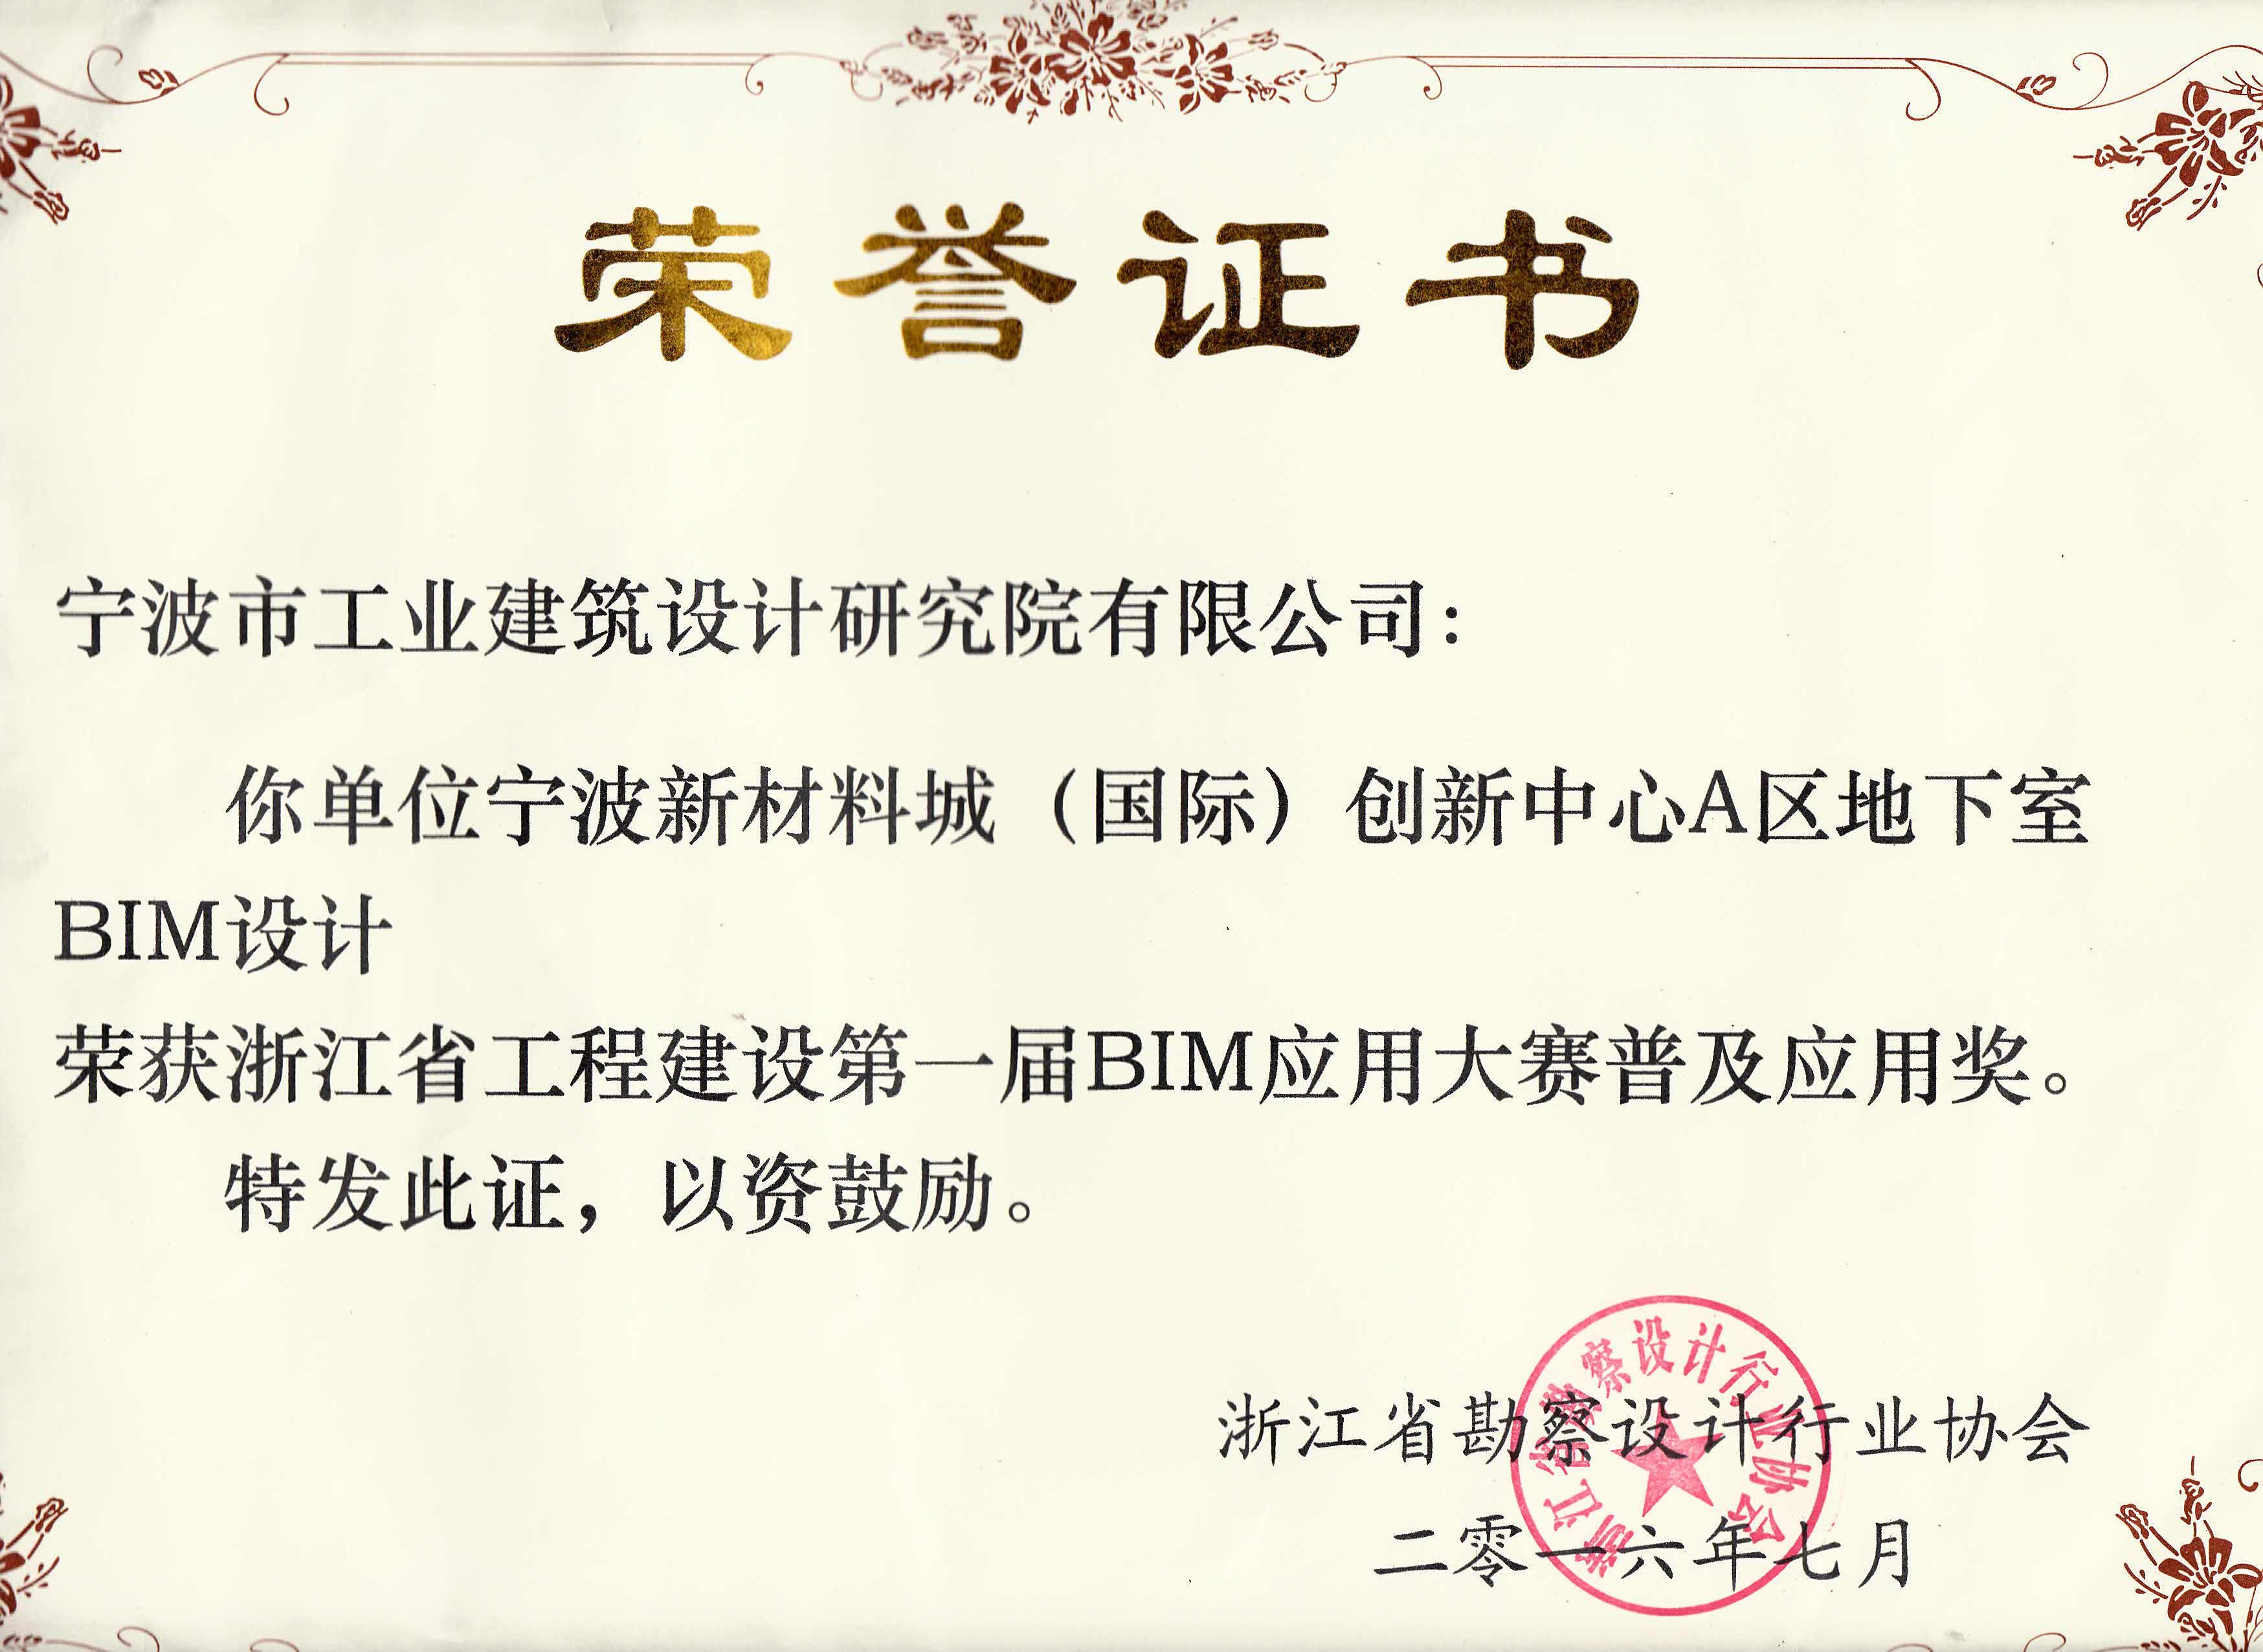 荣誉证书
宁波市工业建筑设计研究院有限公司：
你单位宁波新材料城（国际）创新中心A区地下室
BIM设计
荣获浙江省工程建设第一届BIM应用大赛普及应用奖。
特发此证，以资鼓励。
浙江省勘察设计行业协会
浙江省勘察设计行业协会
二零一六年七月